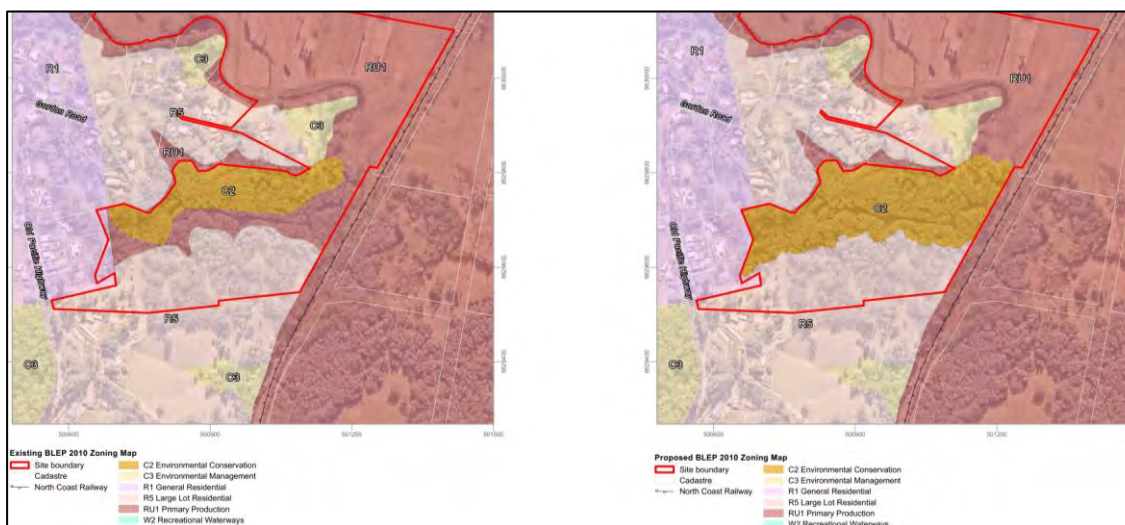 R1
C3
RU1
Gordon Road
R5
C3
RU1
C2
Old Pacific Highway
R5
C3
C3
6630000
6629800
6629600
6629400
500600
500900
501200
501500
Existing BLEP 2010 Zoning Map
Site boundary
Cadastre
North Coast Railway
C2 Environmental Conservation
C3 Environmental Management
R1 General Residential
R5 Large Lot Residential
RU1 Primary Production
W2 Recreational Waterways
R1
RU1
Gordon Road
C2
Old Pacific Highway
R5
C3
500600
500900
501200
Proposed BLEP 2010 Zoning Map
Site boundary
Cadastre
North Coast Railway
C2 Environmental Conservation
C3 Environmental Management
R1 General Residential
R5 Large Lot Residential
RU1 Primary Production
W2 Recreational Waterways